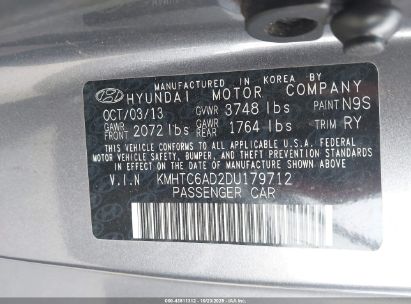 MANUFACTURED IN KOREA
HYUNDAI MOTOR COMPANY
OCT/03/13 GVWR 3748 lbs PAINT N9S
GAWR FRONT 2072 lbs GAWR REAR 1764 lbs TRIM RY
THIS VEHICLE CONFORMS TO ALL APPLICABLE U.S.A. FEDERAL MOTOR
VEHICLE SAFETY, BUMPER, AND THEFT PREVENTION STANDARDS IN
EFFECT ON THE DATE OF MANUFACTURE SHOWN ABOVE.
V.I.N KMHTC6AD2DU179712
PASSENGER CAR